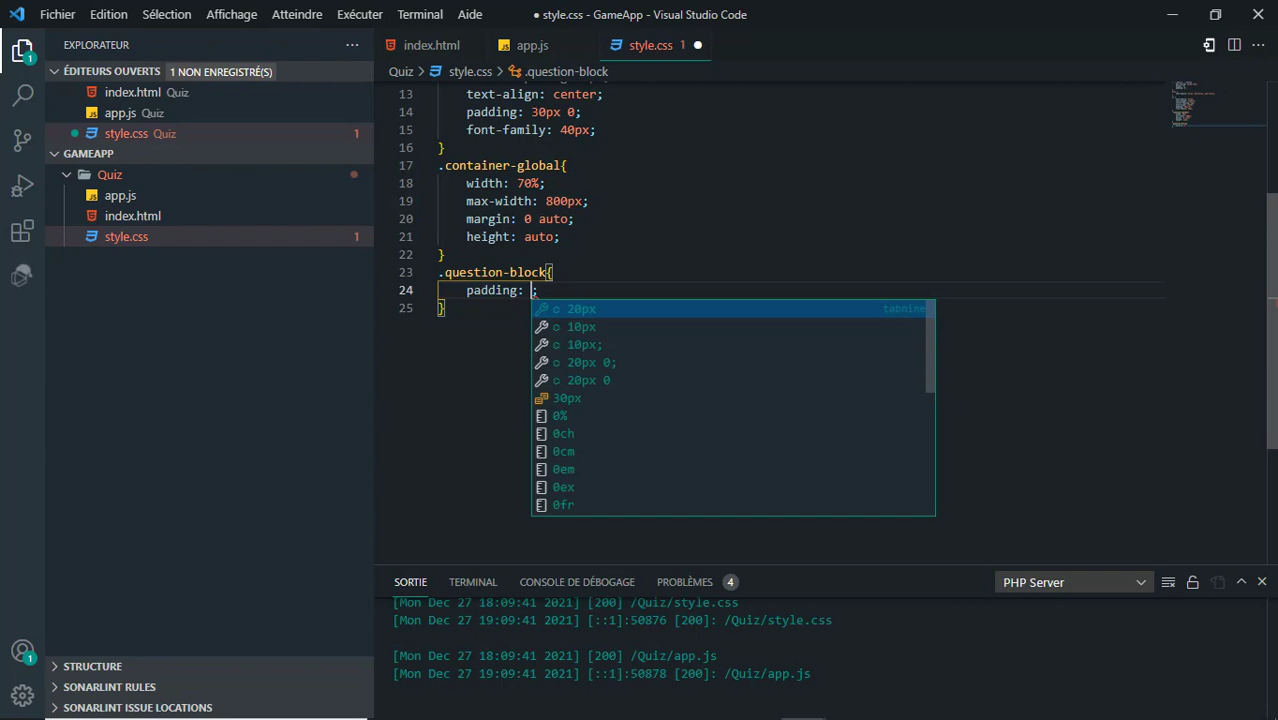 Fichier Edition Sélection Affichage Atteindre Exécuter Terminal Aide ● style.css - GameApp - Visual Studio Code
EXPLORATEUR
ÉDITEURS OUVERTS 1 NON ENREGISTRÉ(S)
index.html Quiz
app.js Quiz
style.css Quiz 1
GAMEAPP
Quiz
app.js
index.html
style.css 1
STRUCTURE
SONARLINT RULES
SONARLINT ISSUE LOCATIONS
1
1
index.html app.js style.css 1
Quiz > style.css > .question-block
13 text-align: center;
14 padding: 30px 0;
15 font-family: 40px;
16 }
17 .container-global{
18 width: 70%;
19 max-width: 800px;
20 margin: 0 auto;
21 height: auto;
22 }
23 .question-block{
24 padding: ;
25 }
20px tabnine
10px
10px;
20px 0;
20px 0
30px
0%
0ch
0cm
0em
0ex
0fr
SORTIE TERMINAL CONSOLE DE DÉBOGAGE PROBLÈMES 4 PHP Server
[Mon Dec 27 18:09:41 2021] [200] /Quiz/style.css
[Mon Dec 27 19:09:41 2021] [::1]:50876 [200]: /Quiz/style.css
[Mon Dec 27 18:09:41 2021] [200] /Quiz/app.js
[Mon Dec 27 19:09:41 2021] [::1]:50878 [200]: /Quiz/app.js